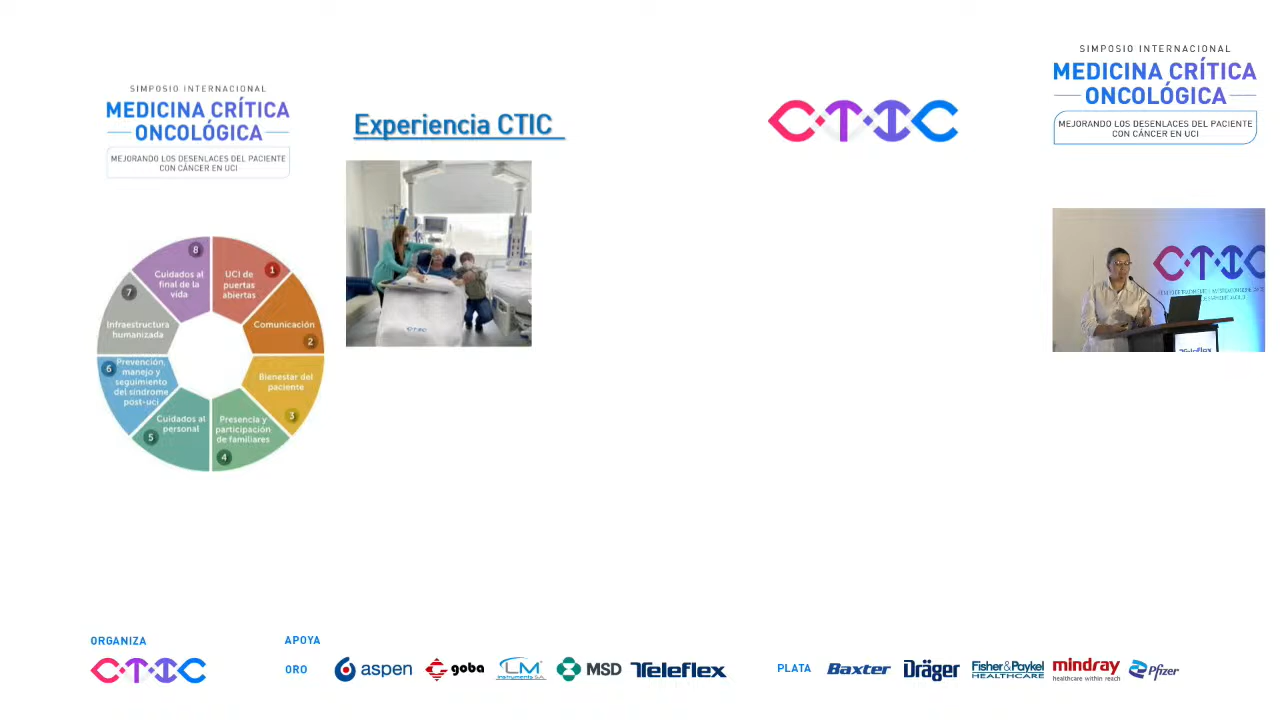 SIMPOSIO INTERNACIONAL
MEDICINA CRÍTICA
ONCOLÓGICA
MEJORANDO LOS DESENLACES DEL PACIENTE
CON CÁNCER EN UCI
Experiencia CTIC
CTIC
SIMPOSIO INTERNACIONAL
MEDICINA CRÍTICA
ONCOLÓGICA
MEJORANDO LOS DESENLACES DEL PACIENTE
CON CÁNCER EN UCI
1
UCI de
puertas
abiertas
Comunicación
2
Bienestar del
paciente
3
Presencia y
participación
de familiares
4
Cuidados al
personal
5
6
Prevención,
manejo y
seguimiento
del síndrome
post-uci
7
Infraestructura
humanizada
8
Cuidados al
final de la
vida
CTIC
CTIC
Teleflex
ORGANIZA
CTIC
APOYA
ORO
aspen
goba
LM
Instruments S.A.
MSD
Teleflex
PLATA
Baxter
Dräger
Fisher & Paykel
HEALTHCARE
mindray
healthcare within reach
Pfizer